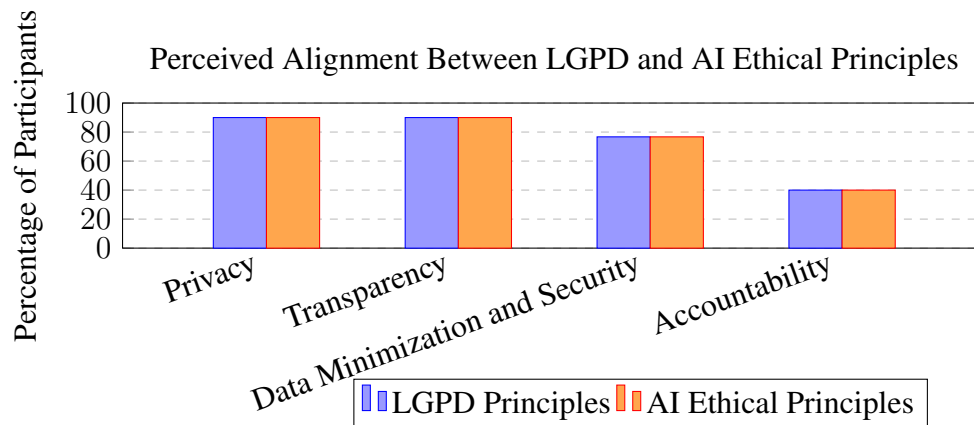 Perceived Alignment Between LGPD and AI Ethical Principles
Percentage of Participants
100
80
60
40
20
0
Privacy
Transparency
Data Minimization and Security
Accountability
LGPD Principles
AI Ethical Principles